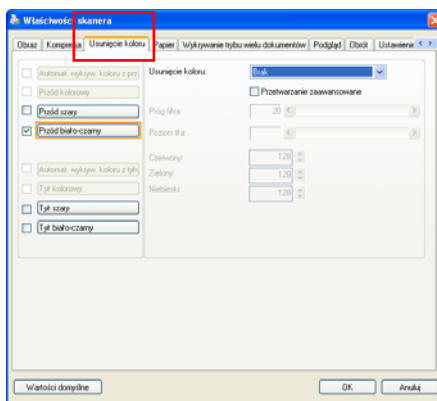 Właściwości skanera
Obraz Kompresja Usunięcie koloru Papier Wykrywanie trybu wielu dokumentów Podgląd Obrót Ustawienia
Automat. wykryw. koloru z prz
Przód kolorowy
Przód szary
Przód biało-czarny
Automat. wykryw. koloru z tyłu
Tył kolorowy
Tył szary
Tył biało-czarny
Usunięcie koloru: Brak
Przetwarzanie zaawansowane
Próg filtra: 20
Poziom tła:
Czerwony: 128
Zielony: 128
Niebieski: 128
Wartości domyślne OK Anuluj